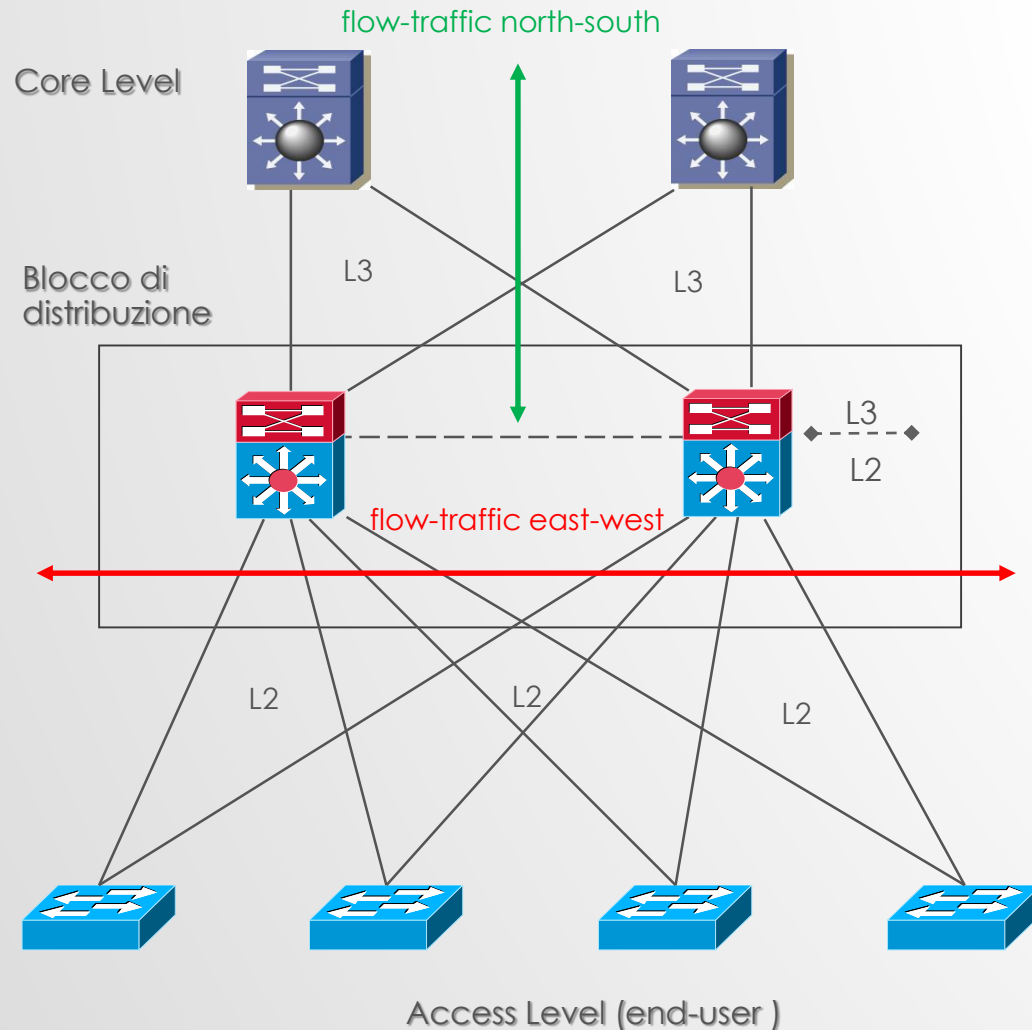 flow-traffic north-south
Core Level
L3
L3
Blocco di
distribuzione
L3
L2
flow-traffic east-west
L2
L2
L2
Access Level (end-user )